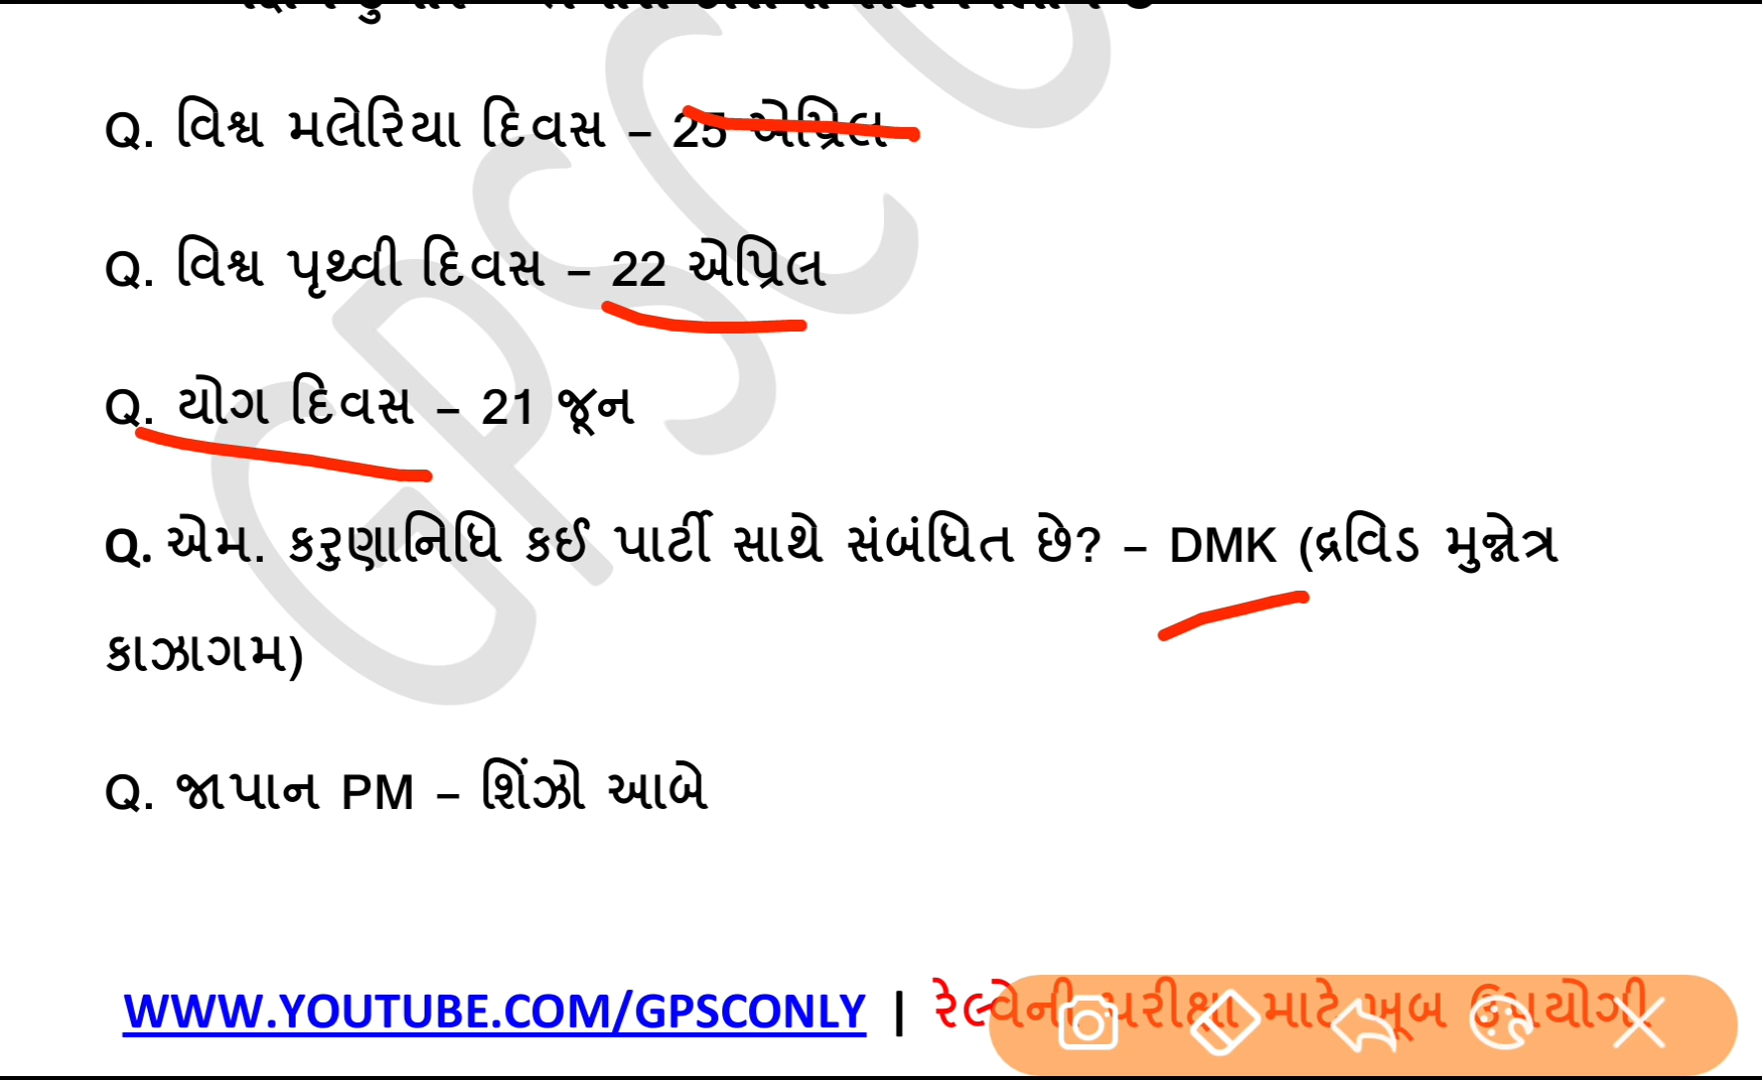 Q. વિશ્વ મલેરિયા દિવસ – 25 એપ્રિલ
Q. વિશ્વ પૃથ્વી દિવસ – 22 એપ્રિલ
Q. યોગ દિવસ – 21 જૂન
Q. એમ. કરુણાનિધિ કઈ પાર્ટી સાથે સંબંધિત છે? – DMK (દ્રવિડ મુન્નેત્ર
કાઝાગમ)
Q. જાપાન PM – શિંઝો આબે
WWW.YOUTUBE.COM/GPSCONLY | રેલ્વેની પરીક્ષા માટે ખૂબ ઉપયોગી